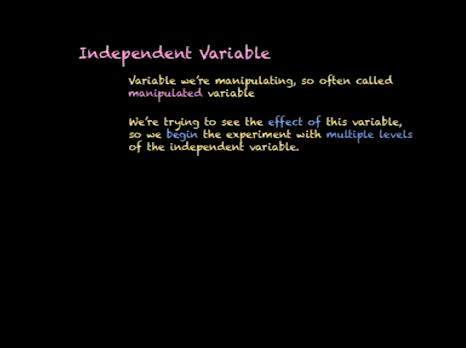 Independent Variable
Variable we're manipulating, so often called
manipulated variable
We're trying to see the effect of this variable,
so we begin the experiment with multiple levels
of the independent variable.